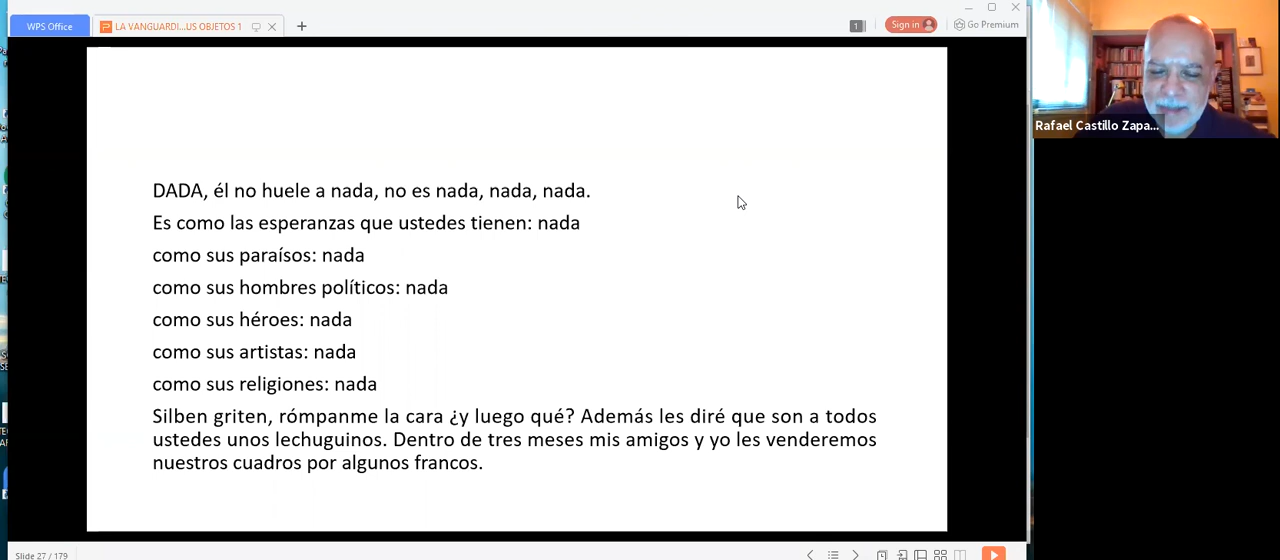 WPS Office
LA VANGUARDI...US OBJETOS 1
1
Sign in
Go Premium
Rafael Castillo Zapa...
DADA, él no huele a nada, no es nada, nada, nada.
Es como las esperanzas que ustedes tienen: nada
como sus paraísos: nada
como sus hombres políticos: nada
como sus héroes: nada
como sus artistas: nada
como sus religiones: nada
Silben griten, rómpanme la cara ¿y luego qué? Además les diré que son a todos
ustedes unos lechuguinos. Dentro de tres meses mis amigos y yo les venderemos
nuestros cuadros por algunos francos.
Slide 27 / 179